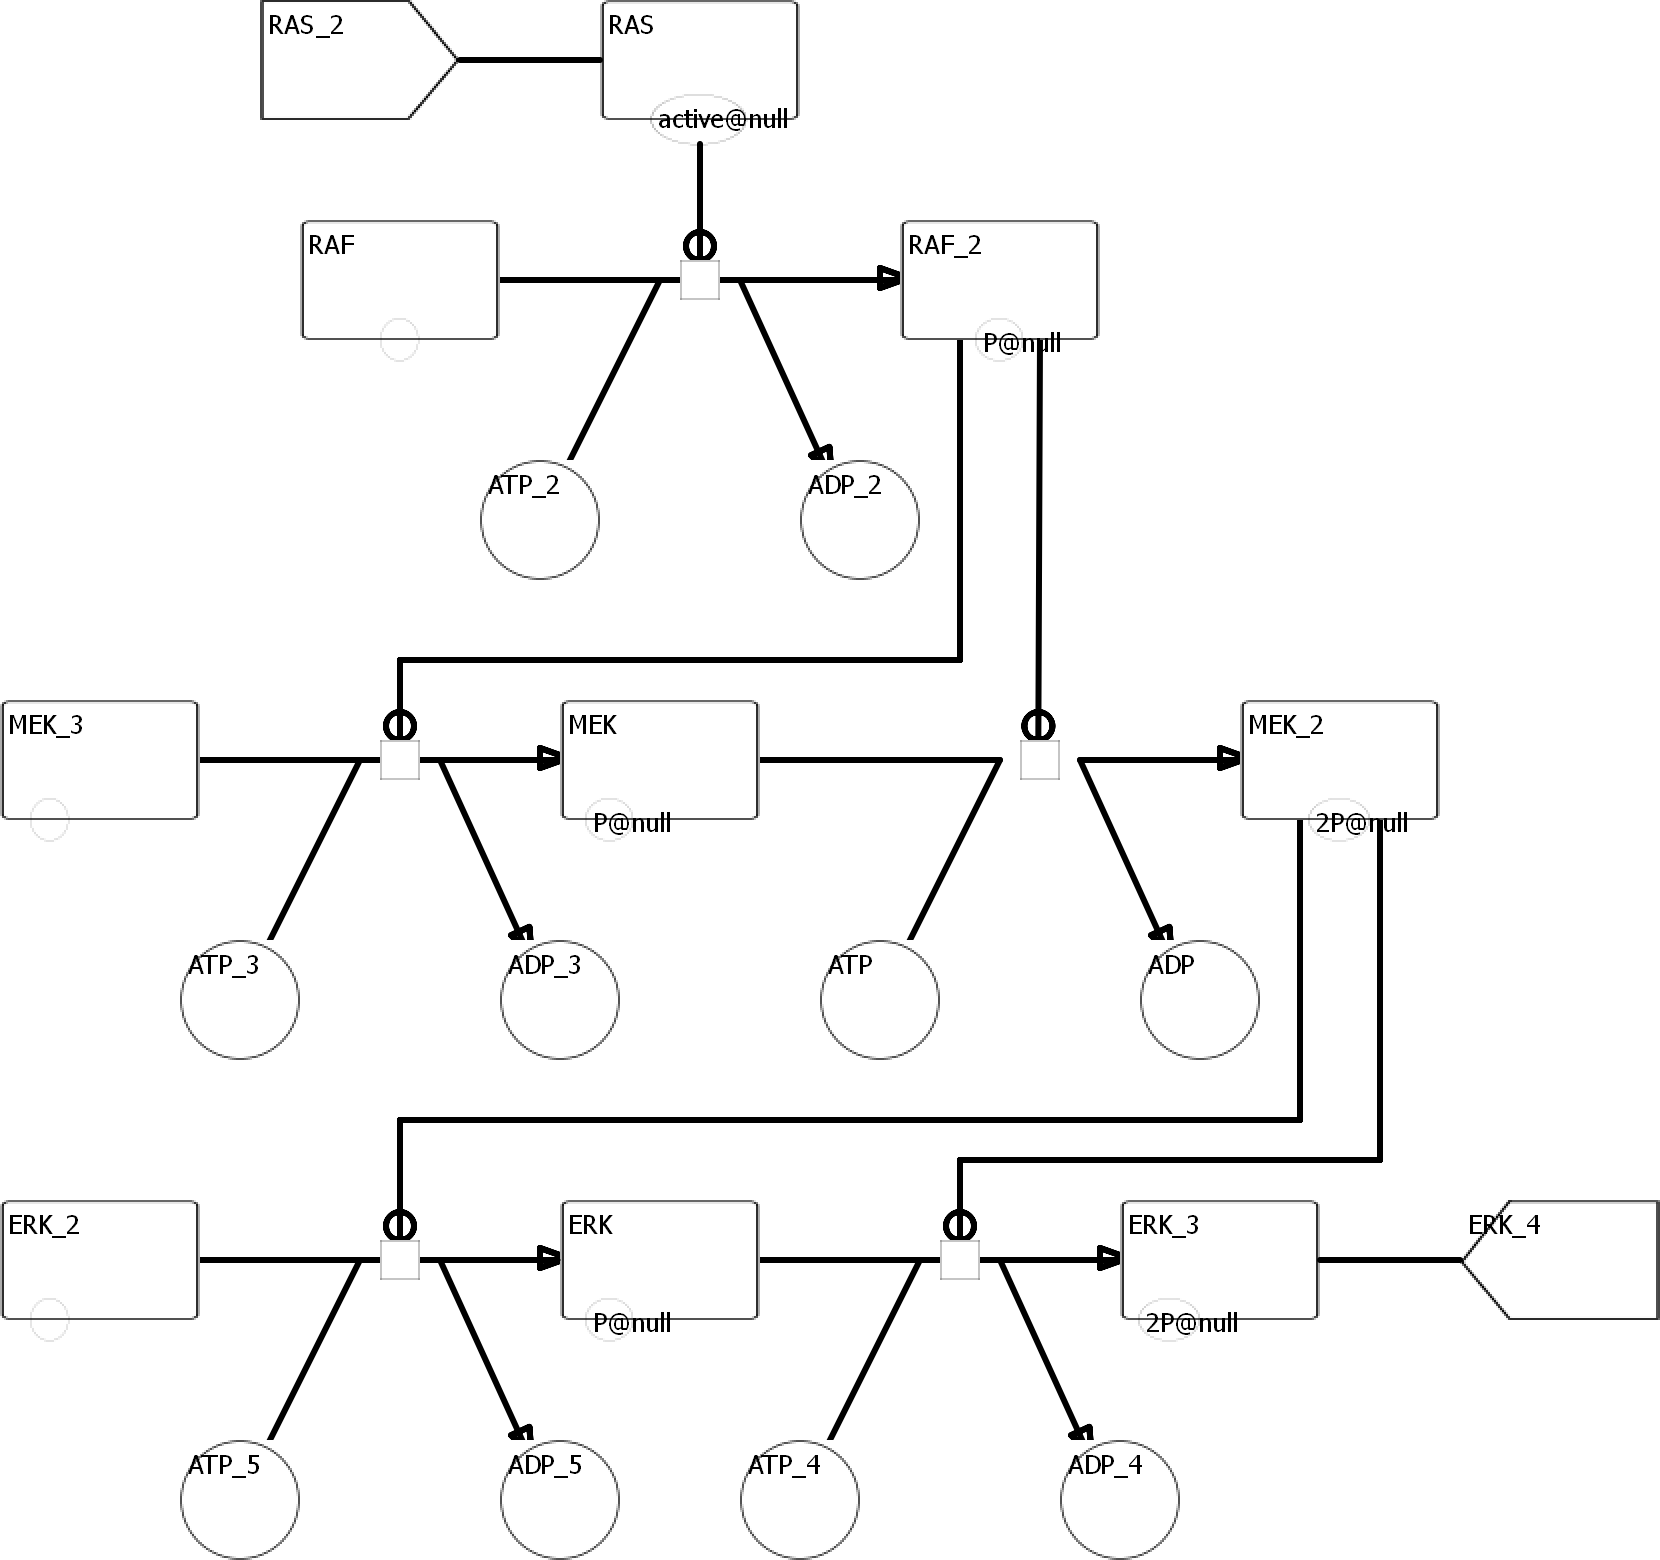 RAS_2
RAS
active@null
RAF
RAF_2
P@null
ATP_2
ADP_2
MEK_3
MEK
MEK_2
P@null
2P@null
ATP_3
ADP_3
ATP
ADP
ERK_2
ERK
ERK_3
ERK_4
P@null
2P@null
ATP_5
ADP_5
ATP_4
ADP_4